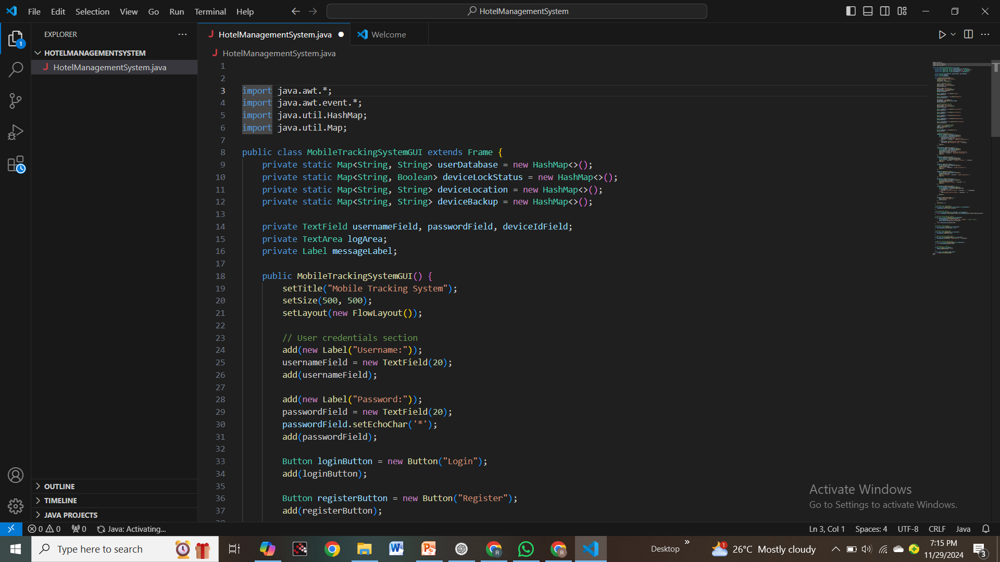 File Edit Selection View Go Run Terminal Help
HotelManagementSystem
EXPLORER
HOTELMANAGEMENTSYSTEM
HotelManagementSystem.java
1
HotelManagementSystem.java
Welcome
HotelManagementSystem.java
1
2
3 import java.awt.*;
4 import java.awt.event.*;
5 import java.util.HashMap;
6 import java.util.Map;
7
8 public class MobileTrackingSystemGUI extends Frame {
9 private static Map<String, String> userDatabase = new HashMap<>();
10 private static Map<String, Boolean> deviceLockStatus = new HashMap<>();
11 private static Map<String, String> deviceLocation = new HashMap<>();
12 private static Map<String, String> deviceBackup = new HashMap<>();
13
14 private TextField usernameField, passwordField, deviceIdField;
15 private TextArea logArea;
16 private Label messageLabel;
17
18 public MobileTrackingSystemGUI() {
19 setTitle("Mobile Tracking System");
20 setSize(500, 500);
21 setLayout(new FlowLayout());
22
23 // User credentials section
24 add(new Label("Username:"));
25 usernameField = new TextField(20);
26 add(usernameField);
27
28 add(new Label("Password:"));
29 passwordField = new TextField(20);
30 passwordField.setEchoChar('*');
31 add(passwordField);
32
33 Button loginButton = new Button("Login");
34 add(loginButton);
35
36 Button registerButton = new Button("Register");
37 add(registerButton);
OUTLINE
TIMELINE
JAVA PROJECTS
Activate Windows
Go to Settings to activate Windows.
0 0 0 Java: Activating...
Ln 3, Col 1 Spaces: 4 UTF-8 CRLF Java
Type here to search
Desktop
1
26°C Mostly cloudy
7:15 PM
11/29/2024
3